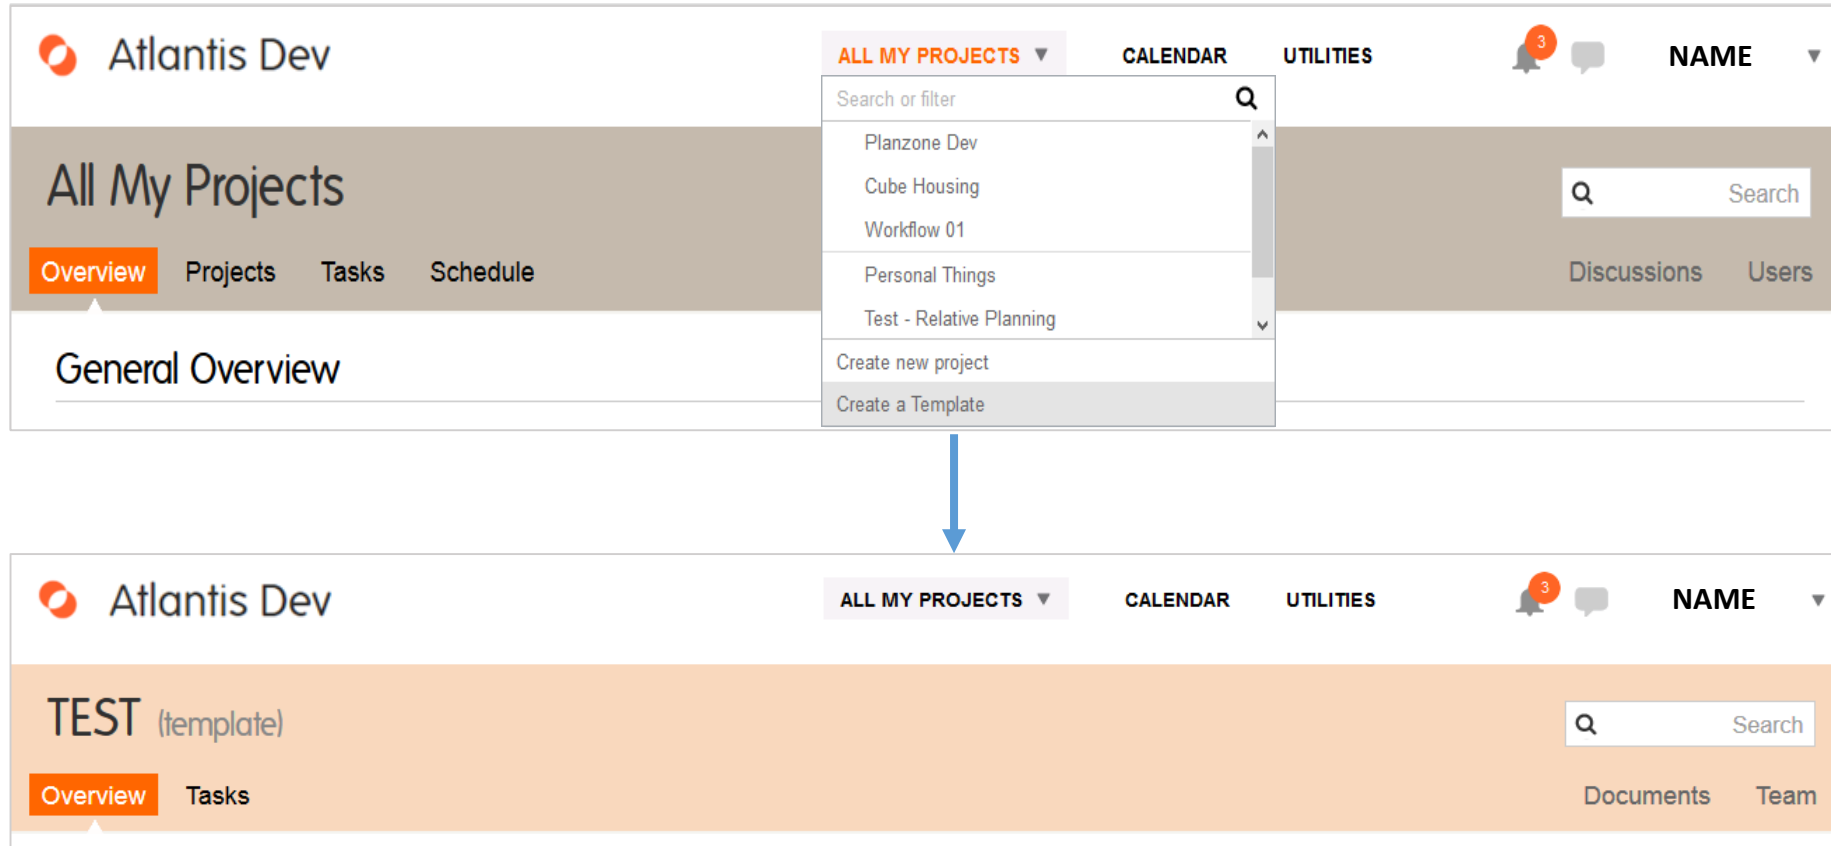 Atlantis Dev ALL MY PROJECTS CALENDAR UTILITIES 3 NAME
Search or filter
Planzone Dev
All My Projects
Cube Housing
Search
Workflow 01
Overview Projects Tasks Schedule
Personal Things
Discussions Users
Test - Relative Planning
General Overview
Create new project
Create a Template
Atlantis Dev ALL MY PROJECTS CALENDAR UTILITIES 3 NAME
TEST (template)
Search
Overview Tasks
Documents Team